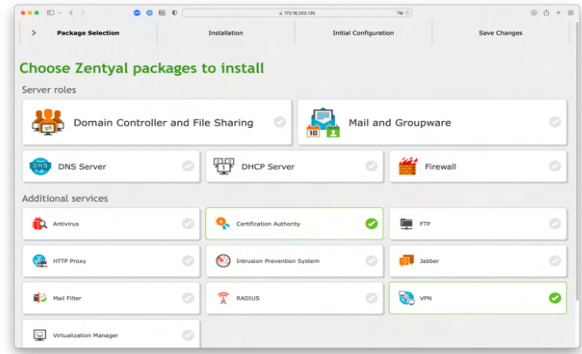 172.16.202.135
Package Selection
Installation
Initial Configuration
Save Changes
Choose Zentyal packages to install
Server roles
Domain Controller and File Sharing
Mail and Groupware
DNS Server
DHCP Server
Firewall
Additional services
Antivirus
Certification Authority
FTP
HTTP Proxy
Intrusion Prevention System
Jabber
Mail Filter
RADIUS
VPN
Virtualization Manager